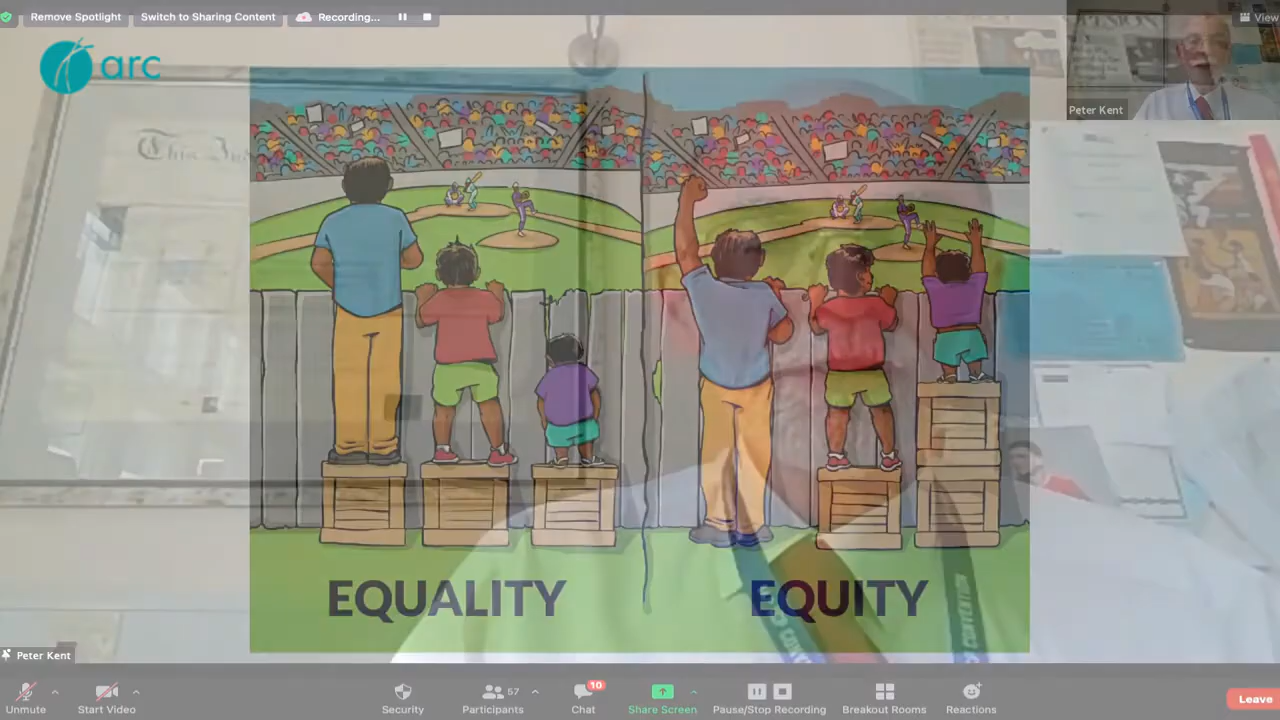 Remove Spotlight
Switch to Sharing Content
Recording...
View
arc
Peter Kent
EQUALITY
EQUITY
CONVENTION
Peter Kent
Unmute
Start Video
Security
Participants
57
Chat
10
Share Screen
Pause/Stop Recording
Breakout Rooms
Reactions
Leave